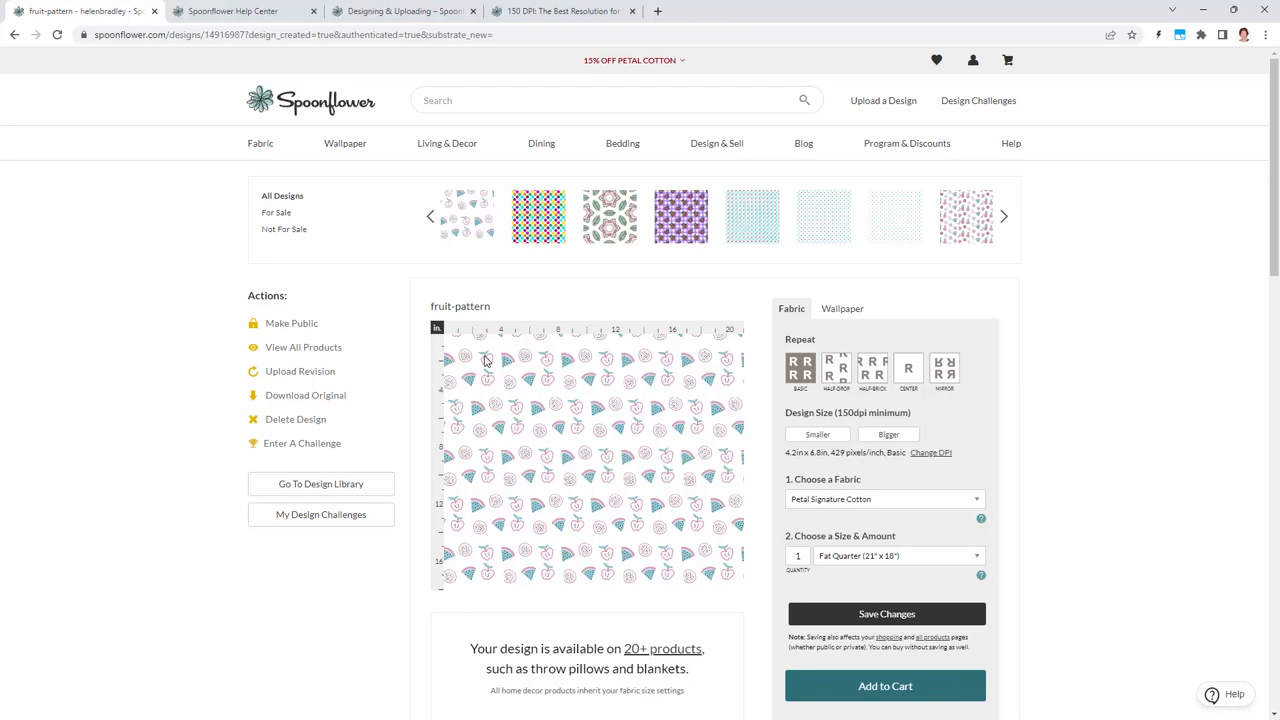 fruit-pattern - helenbradley - sp
Spoonflower Help Center
Designing & Uploading – Spoonfl
150 DPI: The Best Resolution for
spoonflower.com/designs/14916987?design_created=true&authenticated=true&substrate_new=
15% OFF PETAL COTTON
Spoonflower
Search
Upload a Design
Design Challenges
Fabric
Wallpaper
Living & Decor
Dining
Bedding
Design & Sell
Blog
Program & Discounts
Help
All Designs
For Sale
Not For Sale
Actions:
Make Public
View All Products
Upload Revision
Download Original
Delete Design
Enter A Challenge
Go To Design Library
My Design Challenges
fruit-pattern
in.
4 8 12 16 20
4
8
12
16
Your design is available on 20+ products,
such as throw pillows and blankets.
All home decor products inherit your fabric size settings
Fabric
Wallpaper
Repeat
R R R R R R R R R R R R R R R R R R R
BASIC HALF-DROP HALF-BRICK CENTER MIRROR
Design Size (150dpi minimum)
Smaller
Bigger
4.2in x 6.8in, 429 pixels/inch, Basic Change DPI
1. Choose a Fabric
Petal Signature Cotton
?
2. Choose a Size & Amount
1
Fat Quarter (21" x 18")
QUANTITY
?
Save Changes
Note: Saving also affects your shopping and all products pages
(whether public or private). You can buy without saving as well.
Add to Cart
Help